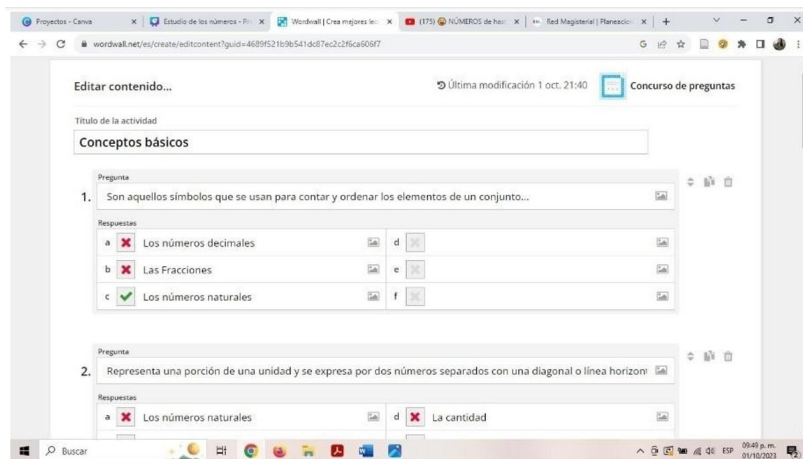 Proyectos - Canva
Estudio de los números - Pr
Wordwall | Crea mejores lec
(175) NÚMEROS de has
Red Magisterial | Planeacion
wordwall.net/es/create/editcontent?guid=4689f521b9b541dc87ec2c2f6ca606f7
Editar contenido...
Última modificación 1 oct. 21:40
Concurso de preguntas
Título de la actividad
Conceptos básicos
Pregunta
1. Son aquellos símbolos que se usan para contar y ordenar los elementos de un conjunto...
Respuestas
a Los números decimales
d
b Las Fracciones
e
c Los números naturales
f
Pregunta
2. Representa una porción de una unidad y se expresa por dos números separados con una diagonal o línea horizont
Respuestas
a Los números naturales
d La cantidad
Buscar
ESP
09:49 p. m.
01/10/2023